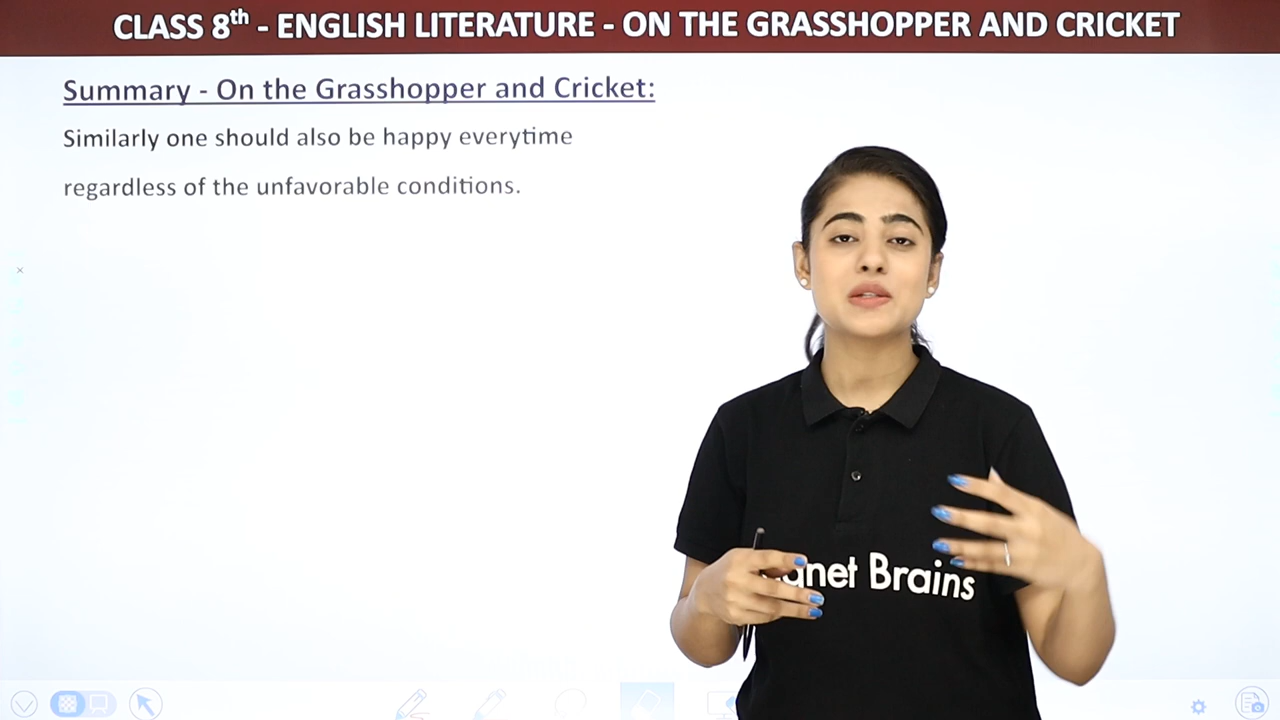 CLASS 8th - ENGLISH LITERATURE - ON THE GRASSHOPPER AND CRICKET
Summary - On the Grasshopper and Cricket:
Similarly one should also be happy everytime
regardless of the unfavorable conditions.
Brains